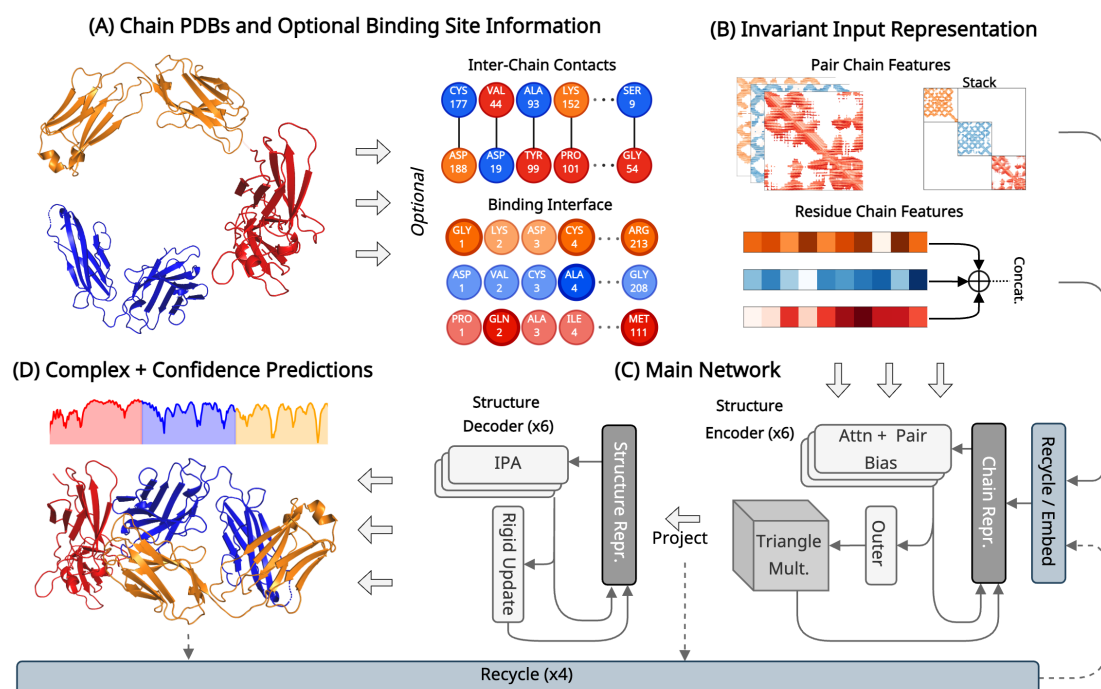 (A) Chain PDBs and Optional Binding Site Information
Inter-Chain Contacts
CYS 177
VAL 44
ALA 93
LYS 152
SER 9
ASP 188
ASP 19
TYR 99
PRO 101
GLY 54
Optional
Binding Interface
GLY 1
LYS 2
ASP 3
CYS 4
ARG 213
ASP 1
VAL 2
CYS 3
ALA 4
GLY 208
PRO 1
GLN 2
ALA 3
ILE 4
MET 111
(B) Invariant Input Representation
Pair Chain Features
Stack
Residue Chain Features
Concat.
(D) Complex + Confidence Predictions
(C) Main Network
Structure
Decoder (x6)
IPA
Rigid Update
Structure Repr.
Project
Structure
Encoder (x6)
Attn + Pair
Bias
Triangle
Mult.
Outer
Chain Repr.
Recycle / Embed
Recycle (x4)